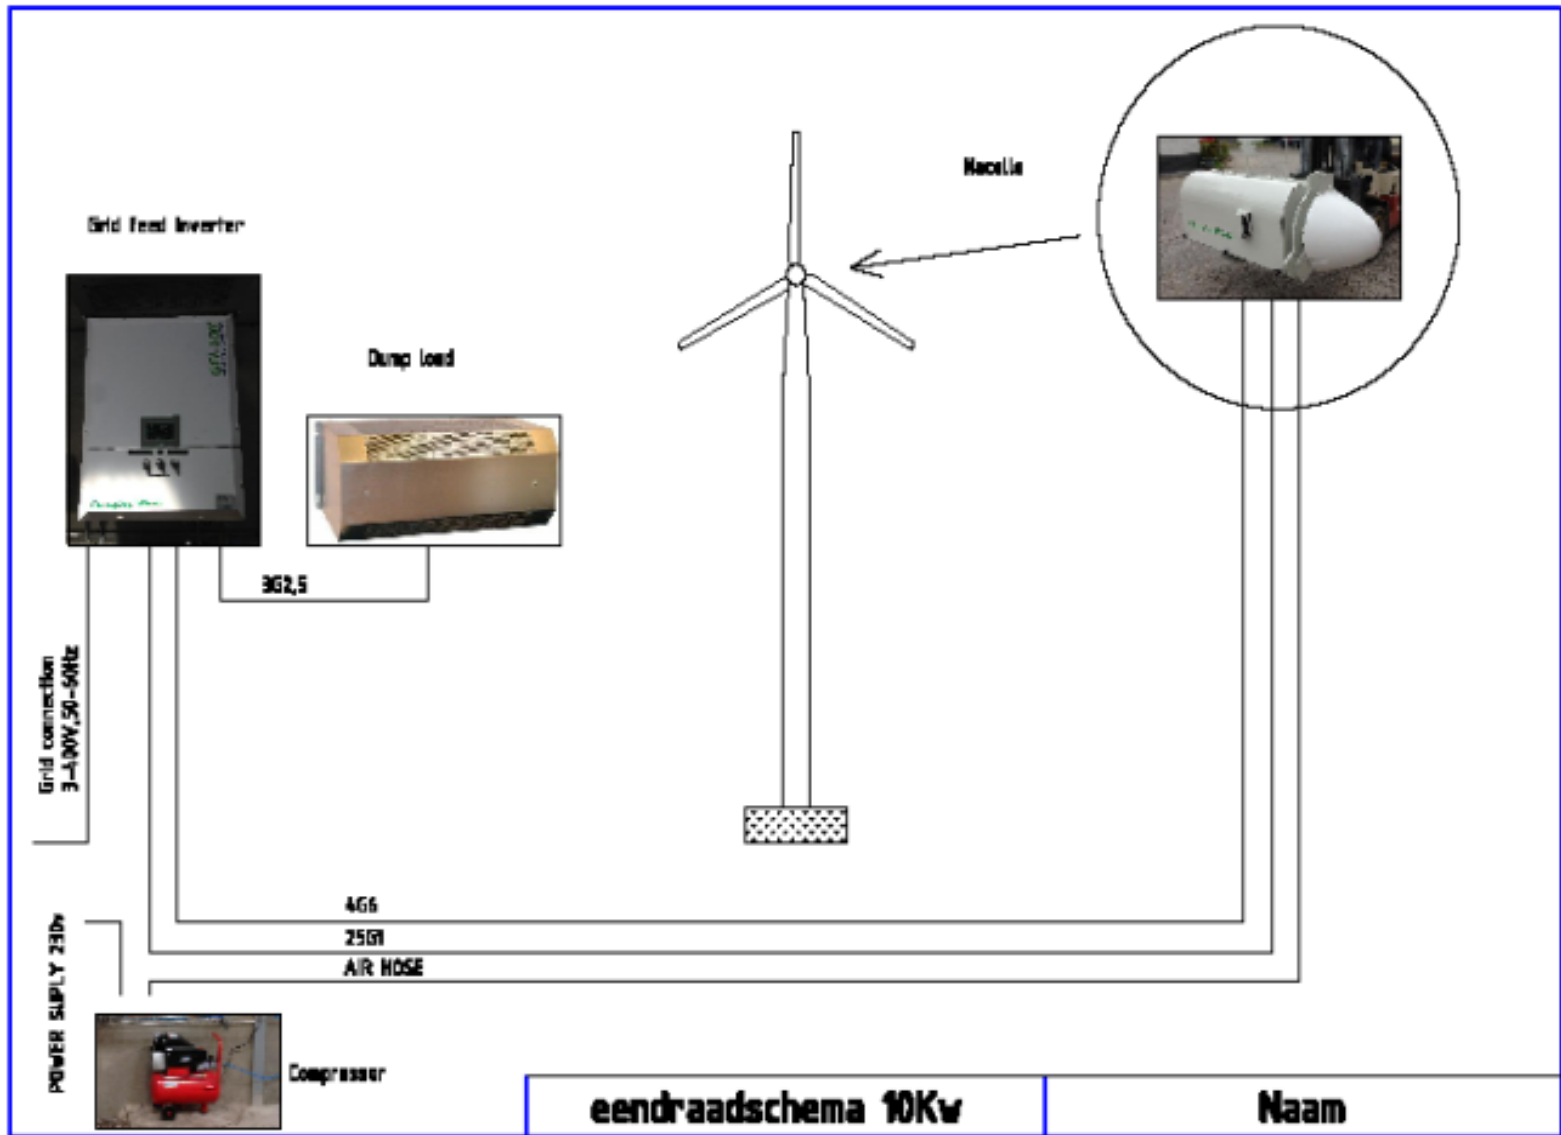 Nacelle
Grid feed Inverter
Dump load
3G2,5
Grid connection
3~400V,50-60Hz
4G6
25G1
AIR HOSE
POWER SUPLY 230v
Compressor
eendraadschema 10Kw
Naam